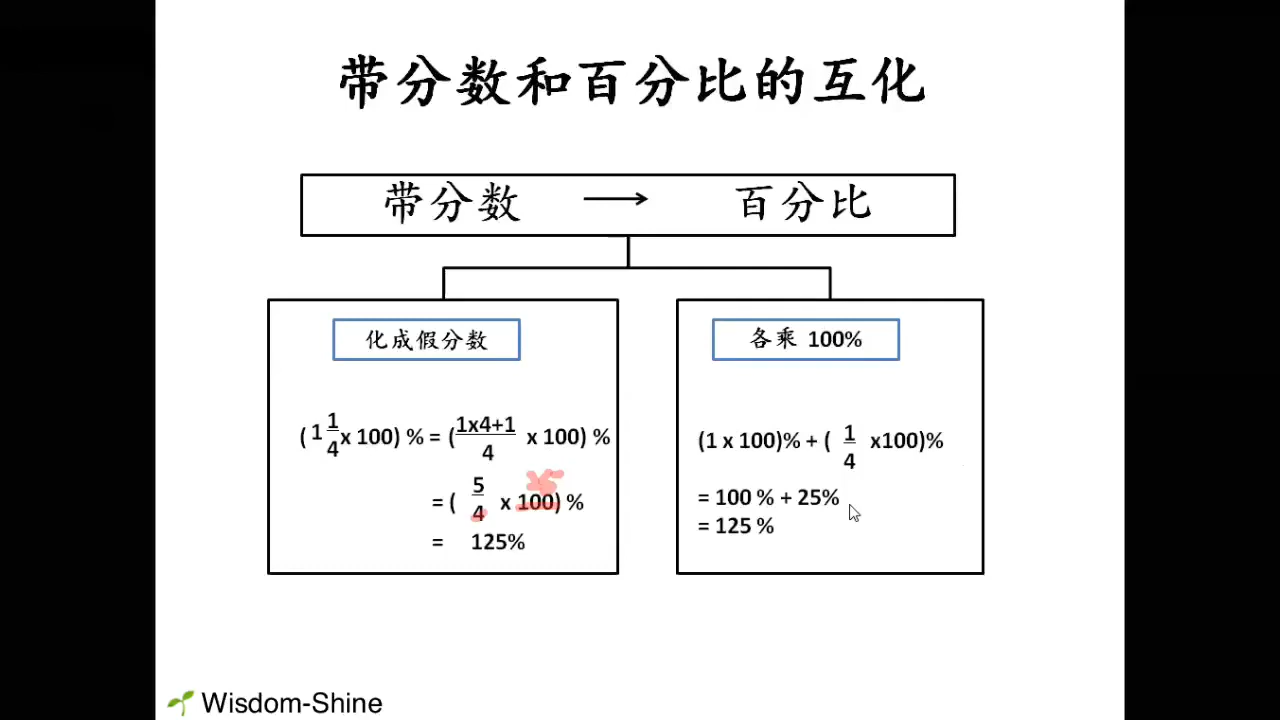 带分数和百分比的互化
带分数 → 百分比
化成假分数
(1 1/4 x 100) % = (1x4+1/4 x 100) %
= ( 5/4 x 100) %
= 125%
各乘 100%
(1 x 100)% + ( 1/4 x100)%
= 100 % + 25%
= 125 %
Wisdom-Shine